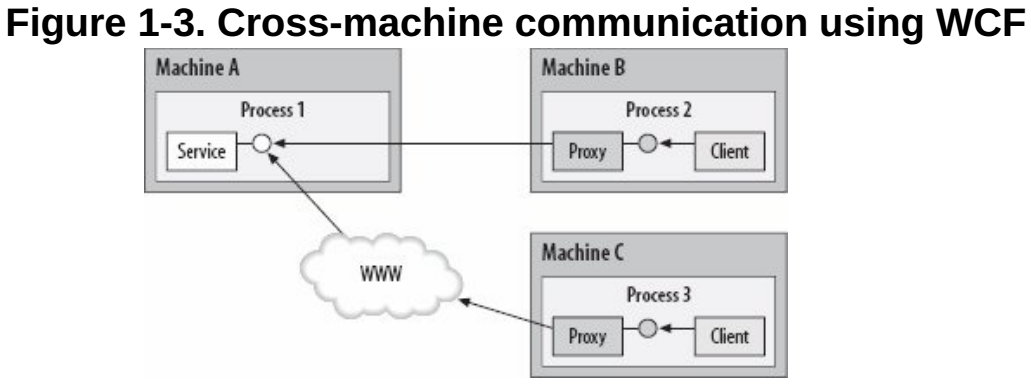 Figure 1-3. Cross-machine communication using WCF
Machine A
Process 1
Service
Machine B
Process 2
Proxy
Client
WWW
Machine C
Process 3
Proxy
Client